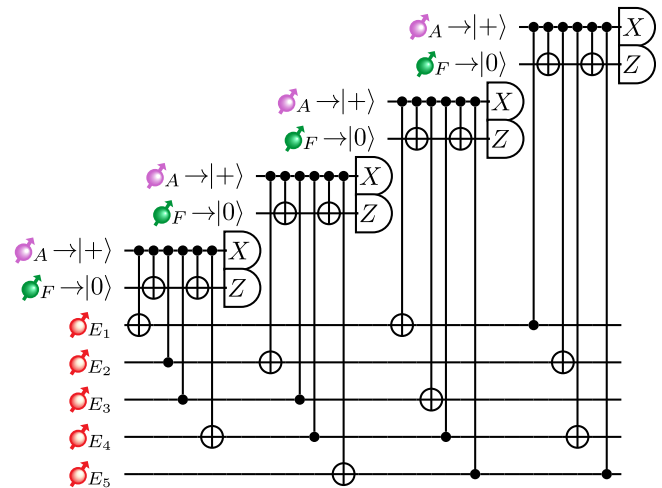 A →|+⟩ X
F →|0⟩ Z
A →|+⟩ X
F →|0⟩ Z
A →|+⟩ X
F →|0⟩ Z
A →|+⟩ X
F →|0⟩ Z
E1
E2
E3
E4
E5